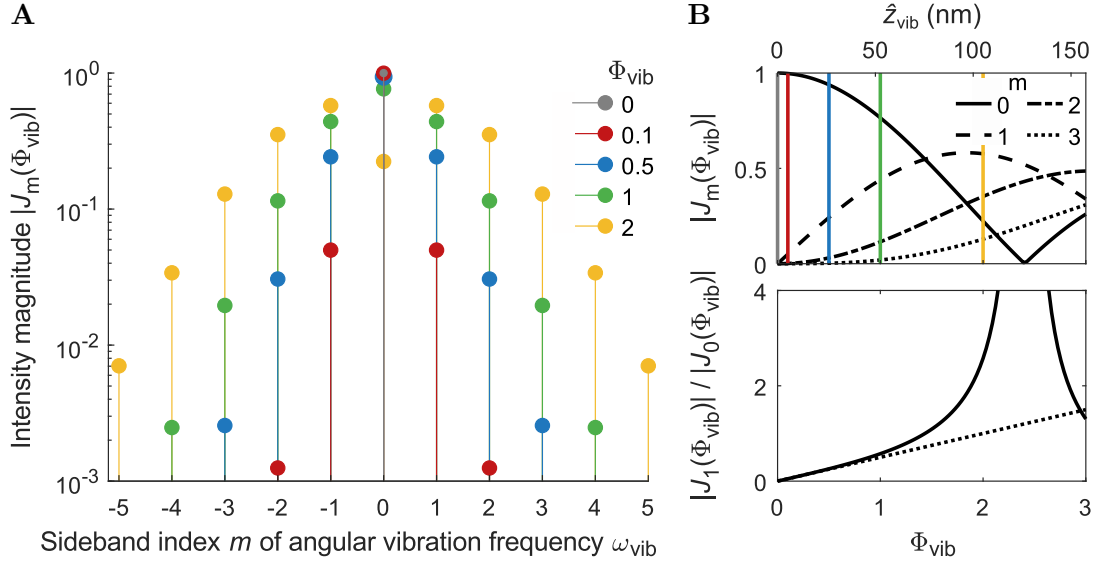 A
Intensity magnitude |J_m(Φ_vib)|
10^0
10^-1
10^-2
10^-3
-5 -4 -3 -2 -1 0 1 2 3 4 5
Sideband index m of angular vibration frequency ω_vib
Φ_vib
0
0.1
0.5
1
2
B
ẑ_vib (nm)
0 50 100 150
|J_m(Φ_vib)|
1
0.5
0
m
0 2
1 3
|J_1(Φ_vib)| / |J_0(Φ_vib)|
4
2
0
0 1 2 3
Φ_vib